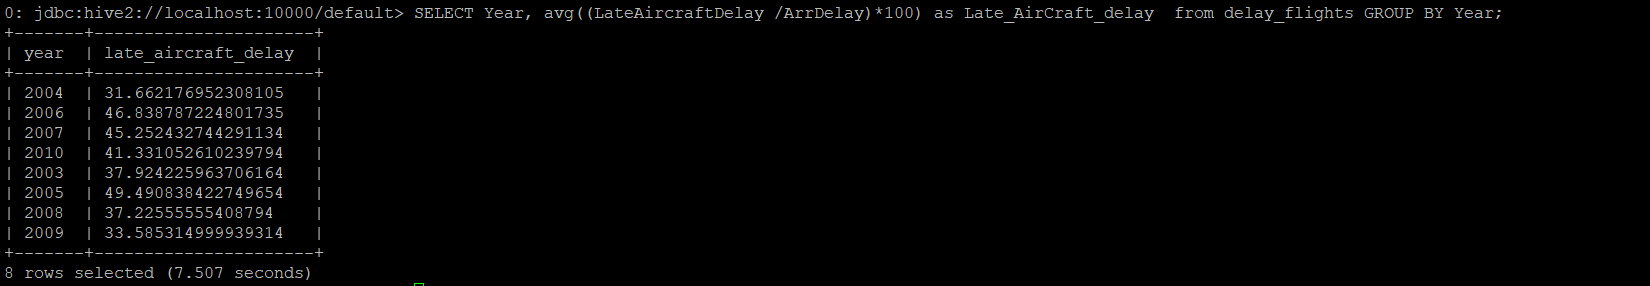 0: jdbc:hive2://localhost:10000/default> SELECT Year, avg((LateAircraftDelay /ArrDelay)*100) as Late_AirCraft_delay  from delay_flights GROUP BY Year;
+-------+----------------------+
| year  | late_aircraft_delay  |
+-------+----------------------+
| 2004  | 31.662176952308105   |
| 2006  | 46.838787224801735   |
| 2007  | 45.252432744291134   |
| 2010  | 41.331052610239794   |
| 2003  | 37.924225963706164   |
| 2005  | 49.490838422749654   |
| 2008  | 37.22555555408794    |
| 2009  | 33.585314999939314   |
+-------+----------------------+
8 rows selected (7.507 seconds)